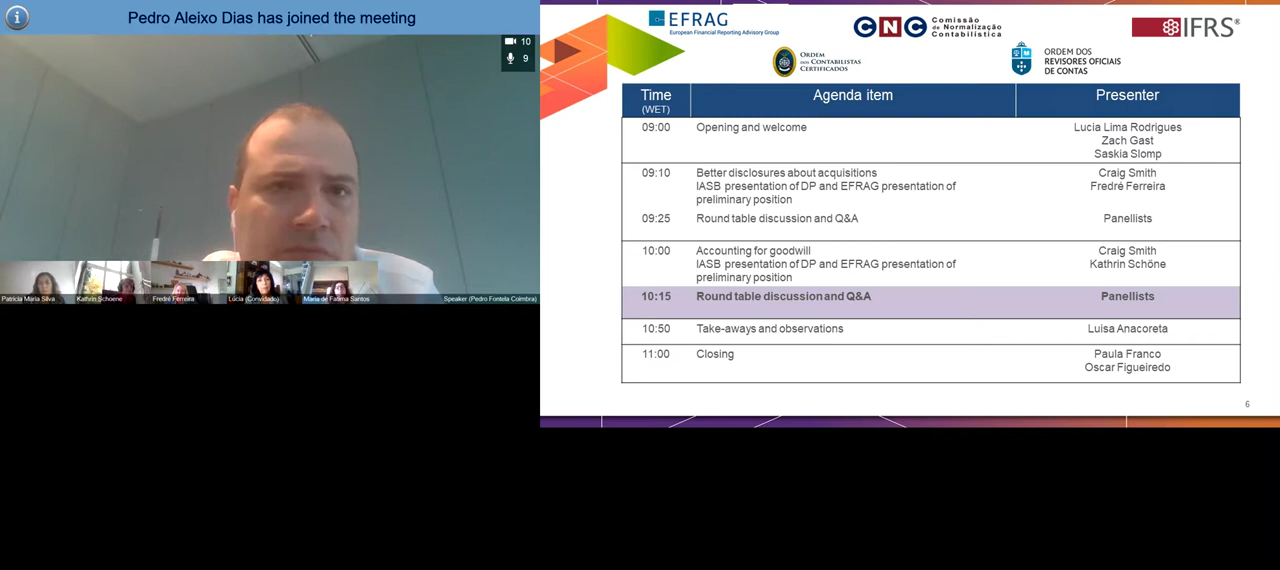 Pedro Aleixo Dias has joined the meeting
10
9
Patricia Maria Silva
Kathrin Schoene
Fredré Ferreira
Lúcia (Convidado)
Maria de Fatima Santos
Speaker (Pedro Fontela Coimbra)
EFRAG
European Financial Reporting Advisory Group
CNC
Comissão
de Normalização
Contabilística
IFRS®
ORDEM
DOS CONTABILISTAS
CERTIFICADOS
ORDEM DOS
REVISORES OFICIAIS
DE CONTAS
Time
(WET)
Agenda item
Presenter
09:00
Opening and welcome
Lucia Lima Rodrigues
Zach Gast
Saskia Slomp
09:10
Better disclosures about acquisitions
IASB presentation of DP and EFRAG presentation of
preliminary position
Craig Smith
Fredré Ferreira
09:25
Round table discussion and Q&A
Panellists
10:00
Accounting for goodwill
IASB presentation of DP and EFRAG presentation of
preliminary position
Craig Smith
Kathrin Schöne
10:15
Round table discussion and Q&A
Panellists
10:50
Take-aways and observations
Luisa Anacoreta
11:00
Closing
Paula Franco
Oscar Figueiredo
6